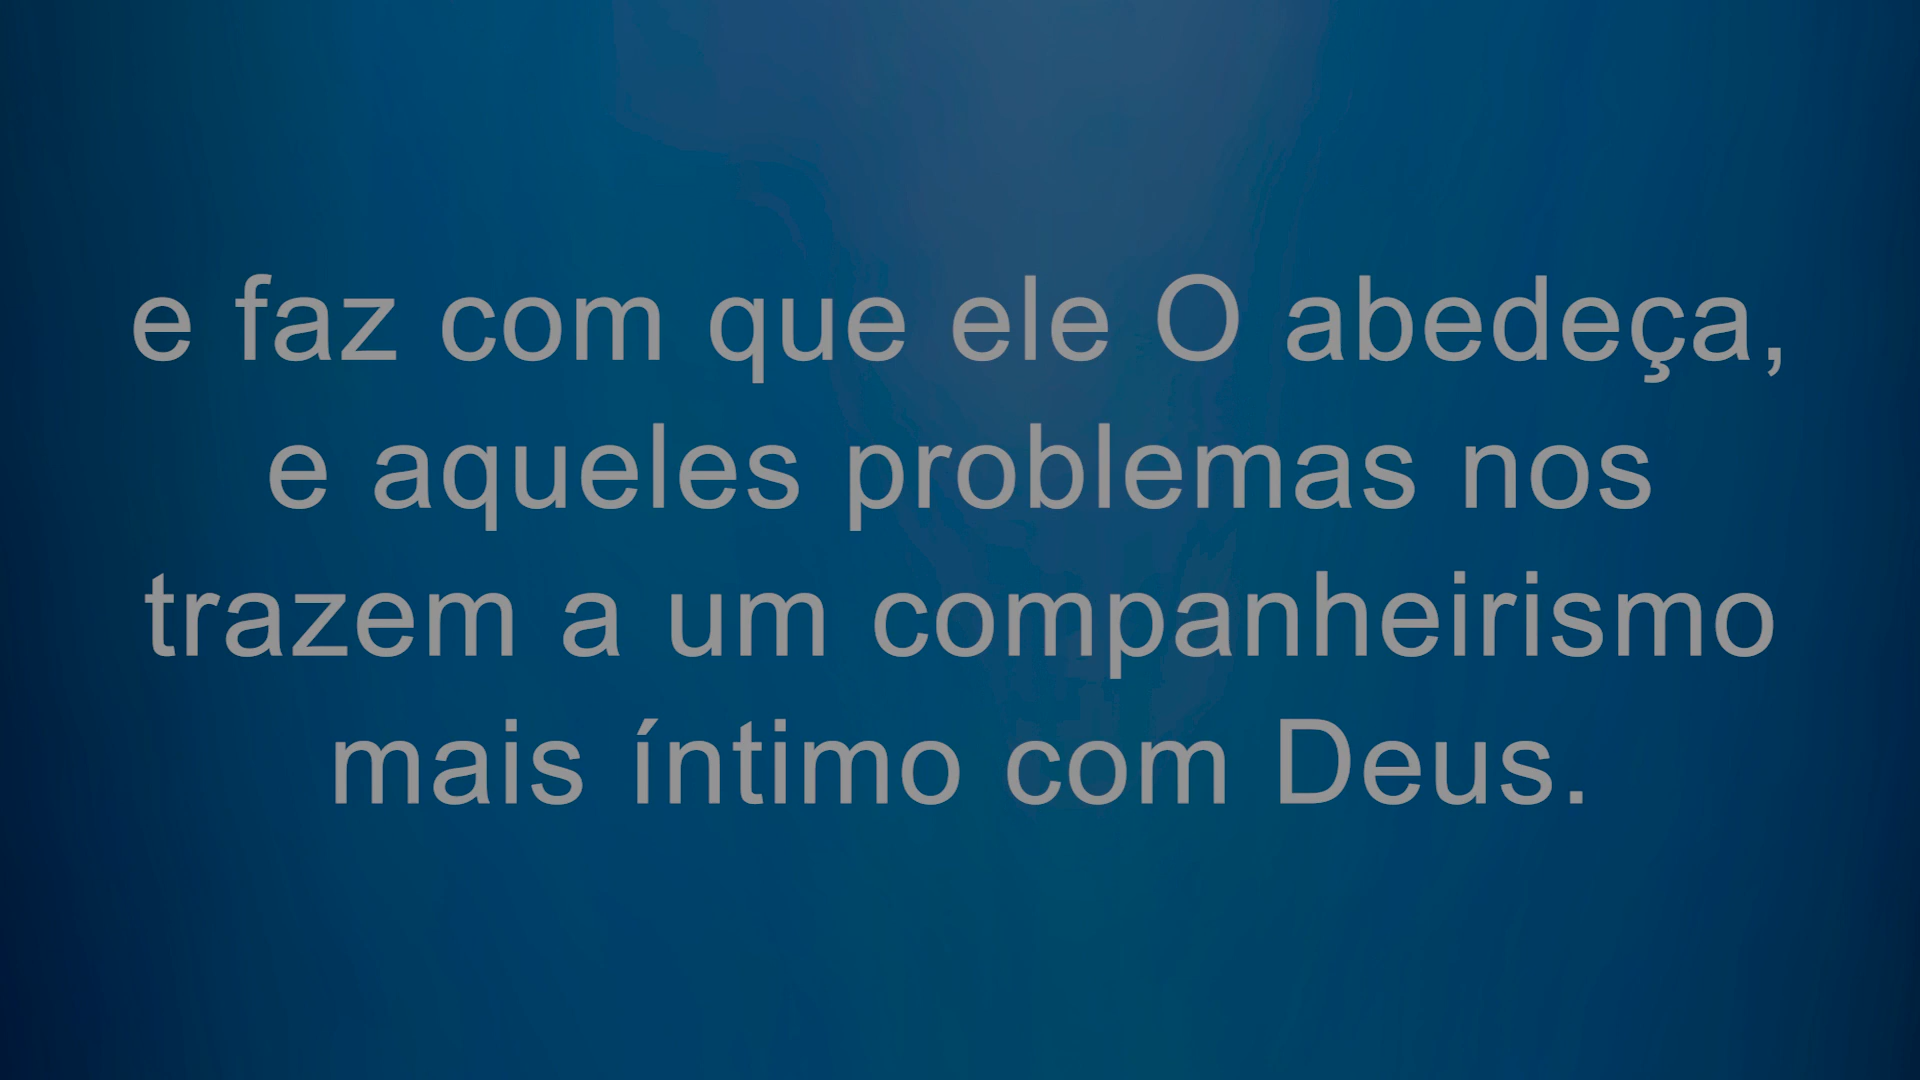 e faz com que ele O abedeça,
e aqueles problemas nos
trazem a um companheirismo
mais íntimo com Deus.